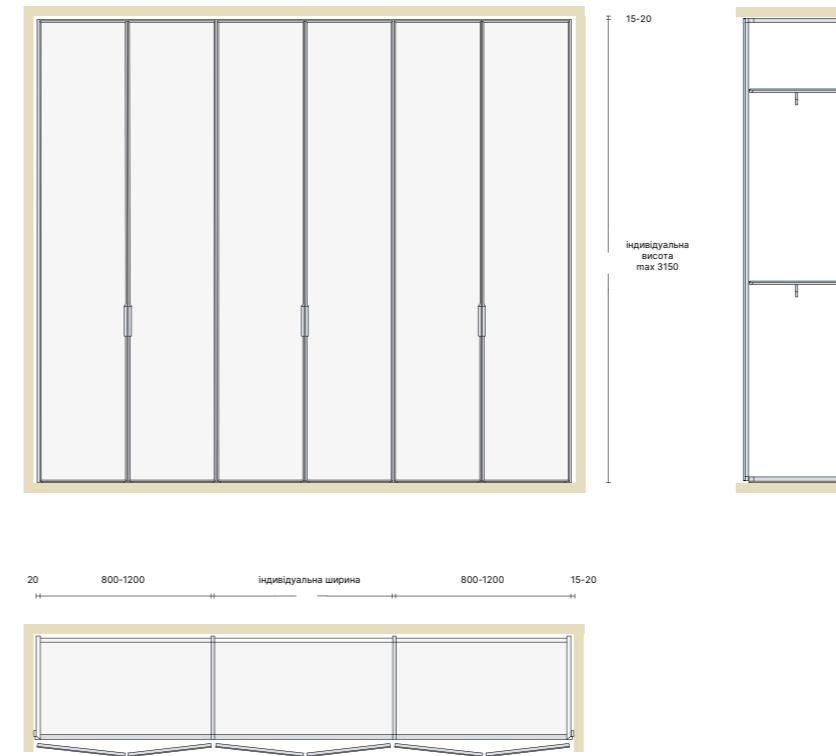 15-20
індивідуальна
висота
max 3150
20
800-1200
індивідуальна ширина
800-1200
15-20